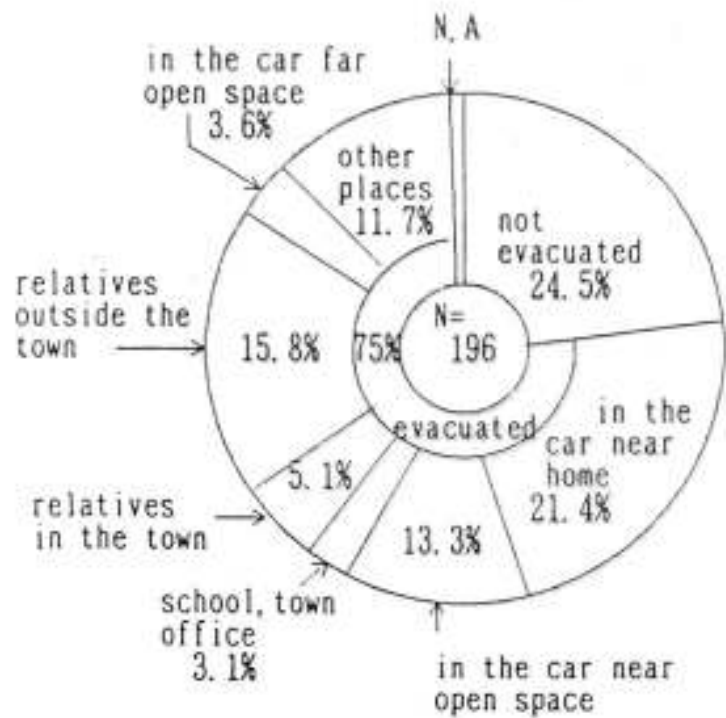 N, A
in the car far
open space
3.6%
other
places
11.7%
not
evacuated
24.5%
relatives
outside the
town
15.8%
75%
N=
196
evacuated
in the
car near
home
21.4%
5.1%
relatives
in the town
13.3%
school, town
office
3.1%
in the car near
open space